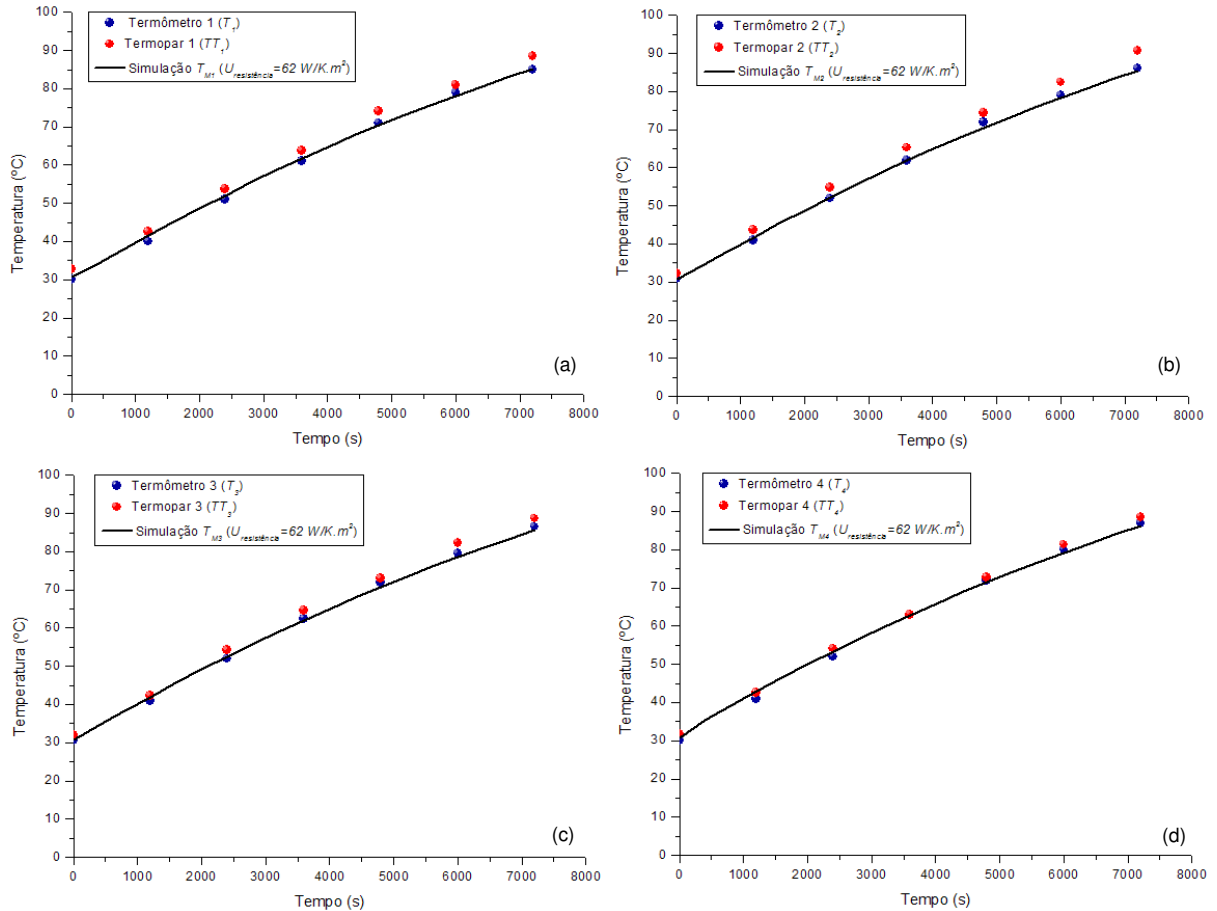 Termômetro 1 (T1)
Termopar 1 (TT1)
Simulação TM1 (Uresistência=62 W/K.m²)
Temperatura (ºC)
100
90
80
70
60
50
40
30
20
10
0
(a)
0 1000 2000 3000 4000 5000 6000 7000 8000
Tempo (s)
Termômetro 2 (T2)
Termopar 2 (TT2)
Simulação TM2 (Uresistência=62 W/K.m²)
Temperatura (ºC)
100
90
80
70
60
50
40
30
20
10
0
(b)
0 1000 2000 3000 4000 5000 6000 7000 8000
Tempo (s)
Termômetro 3 (T3)
Termopar 3 (TT3)
Simulação TM3 (Uresistência=62 W/K.m²)
Temperatura (ºC)
100
90
80
70
60
50
40
30
20
10
0
(c)
0 1000 2000 3000 4000 5000 6000 7000 8000
Tempo (s)
Termômetro 4 (T4)
Termopar 4 (TT4)
Simulação TM4 (Uresistência=62 W/K.m²)
Temperatura (ºC)
100
90
80
70
60
50
40
30
20
10
0
(d)
0 1000 2000 3000 4000 5000 6000 7000 8000
Tempo (s)